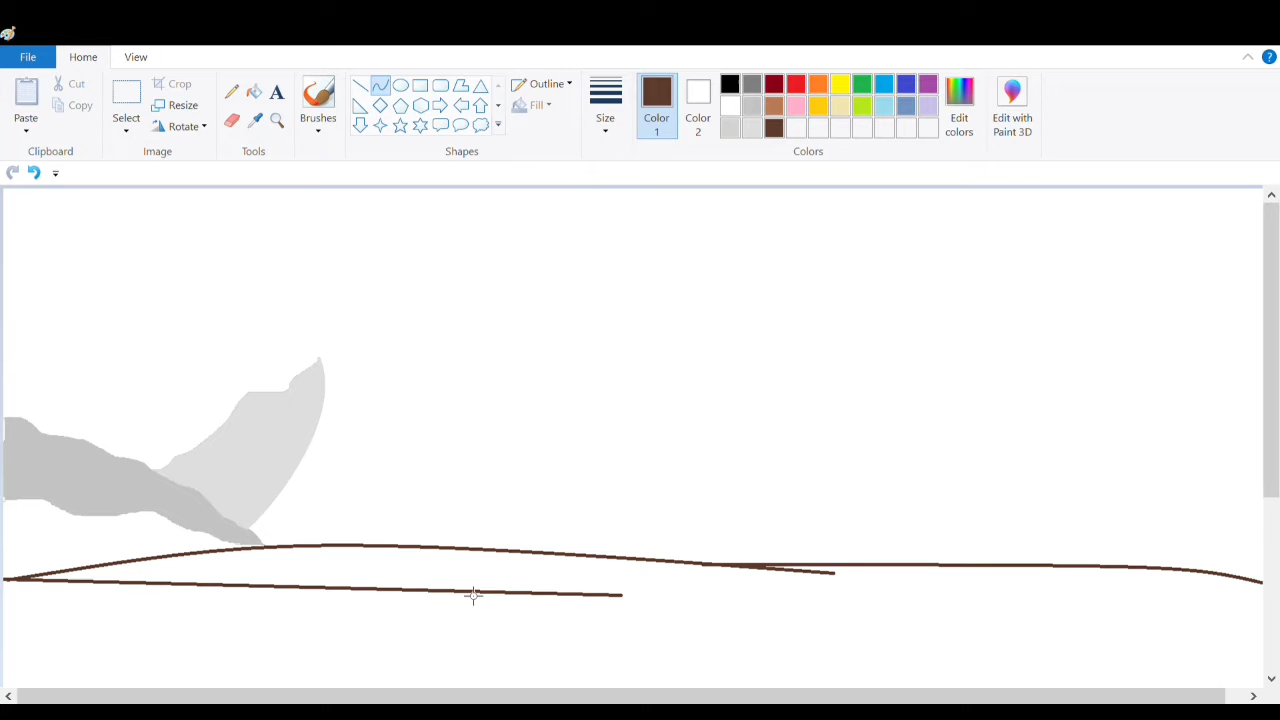 File Home View
Cut
Copy
Paste
Clipboard
Select
Crop
Resize
Rotate
Image
A
Tools
Brushes
Outline
Fill
Shapes
Size
Color
1
Color
2
Edit
colors
Colors
Edit with
Paint 3D
?